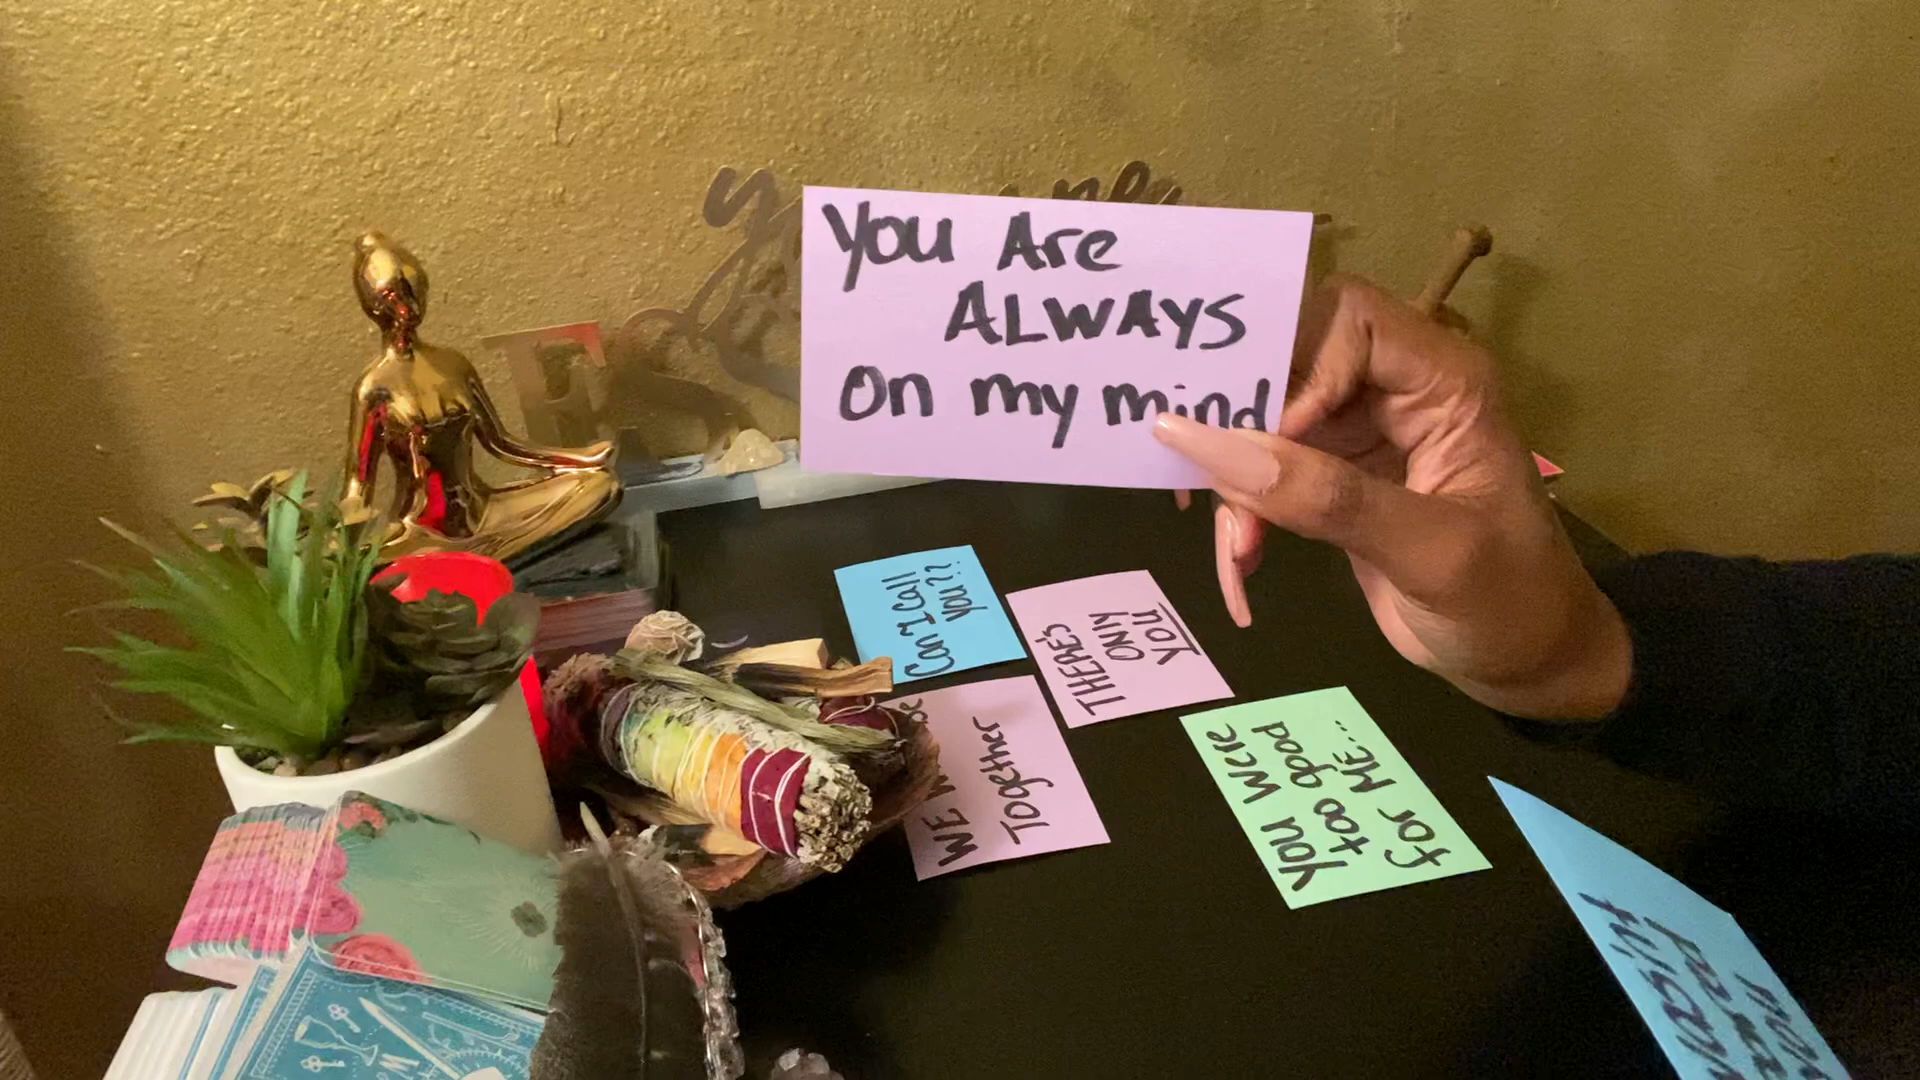 You Are
ALWAYS
On my mind
Can I Call
you??
THERE'S
ONLY
YOU
WE
Together
You were
too good
for ME...